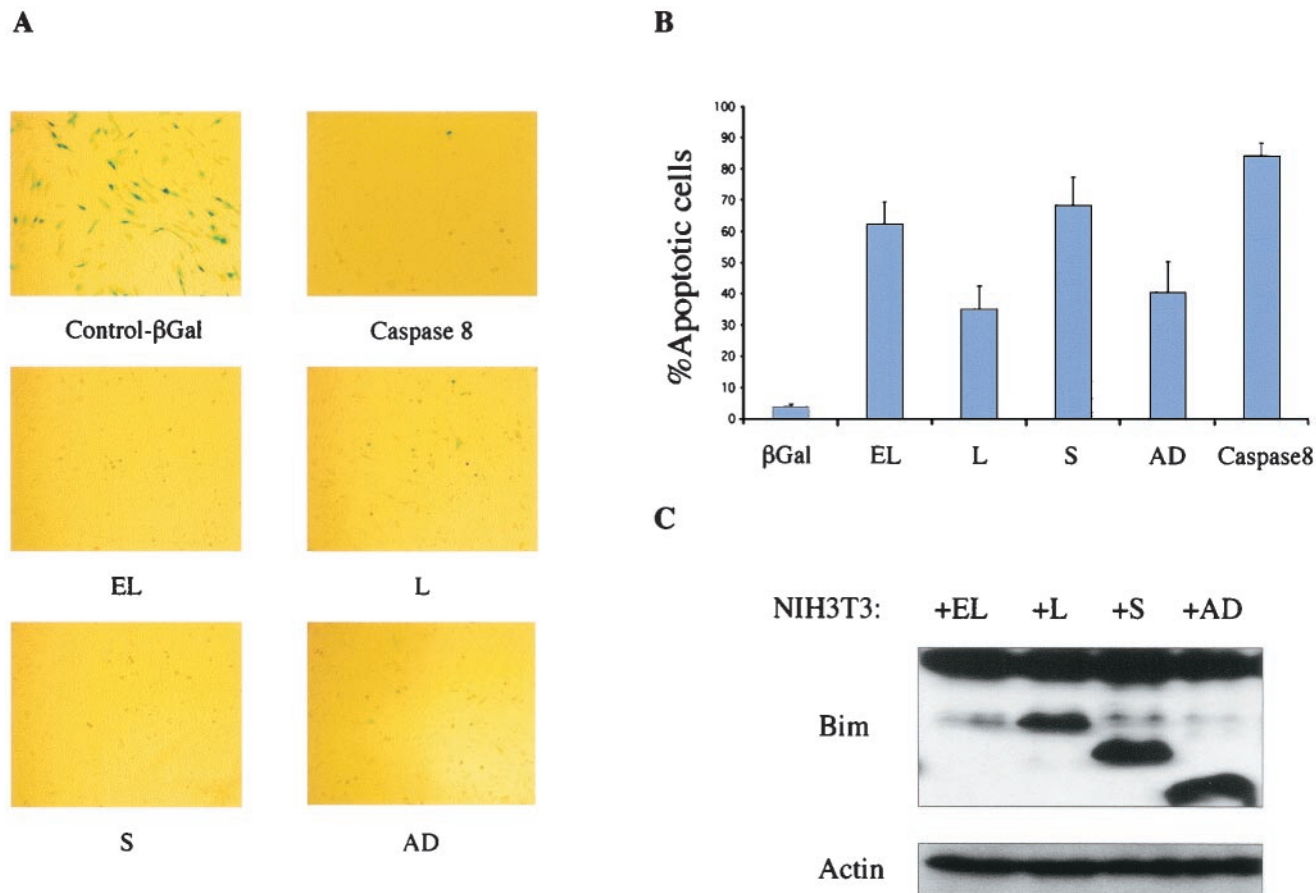 A
Control-βGal
Caspase 8
EL
L
S
AD
B
%Apoptotic cells
100
90
80
70
60
50
40
30
20
10
0
βGal EL L S AD Caspase8
C
NIH3T3: +EL +L +S +AD
Bim
Actin